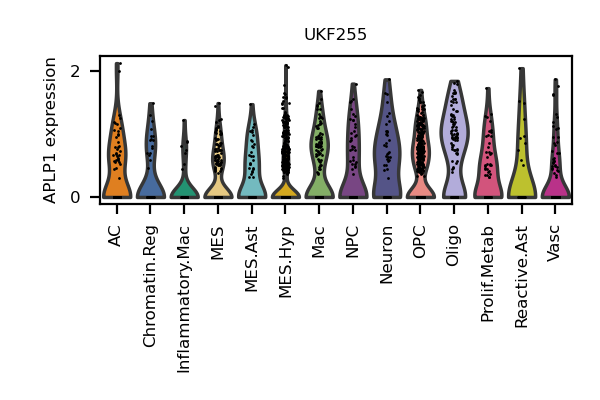 UKF255
APLP1 expression
2
0
AC
Chromatin.Reg
Inflammatory.Mac
MES
MES.Ast
MES.Hyp
Mac
NPC
Neuron
OPC
Oligo
Prolif.Metab
Reactive.Ast
Vasc